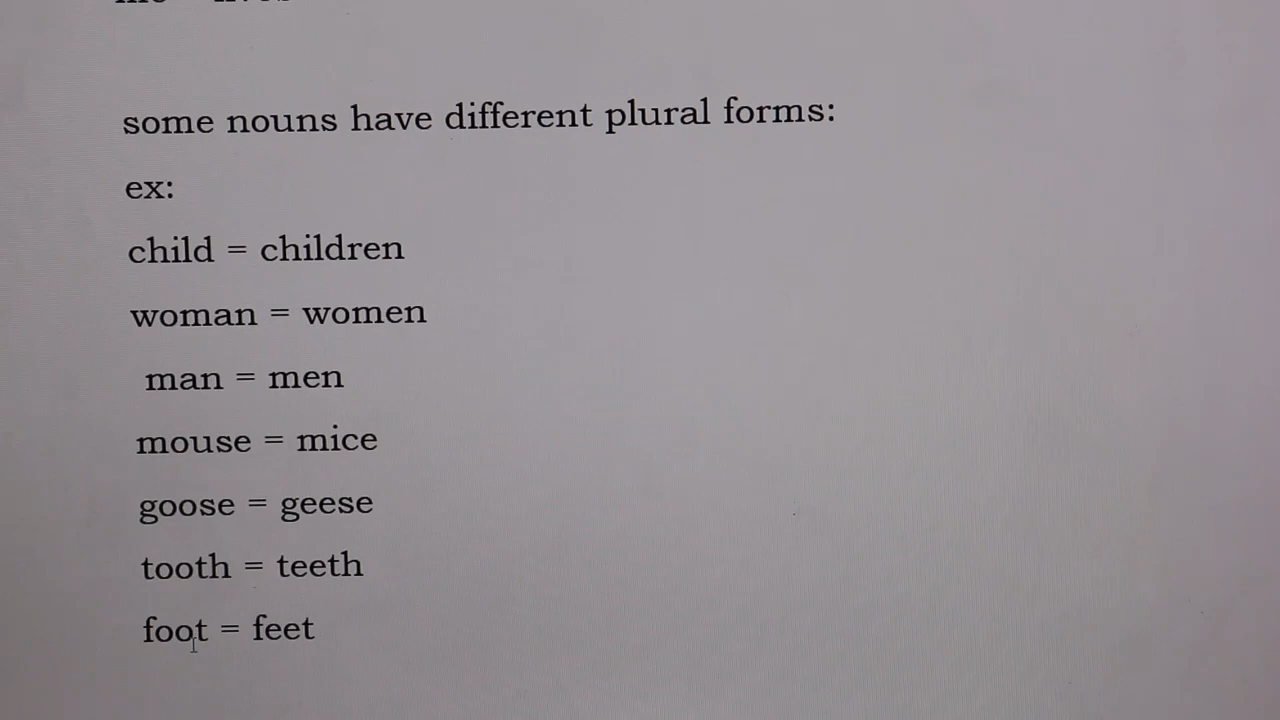 some nouns have different plural forms:
ex:
child = children
woman = women
man = men
mouse = mice
goose = geese
tooth = teeth
foot = feet